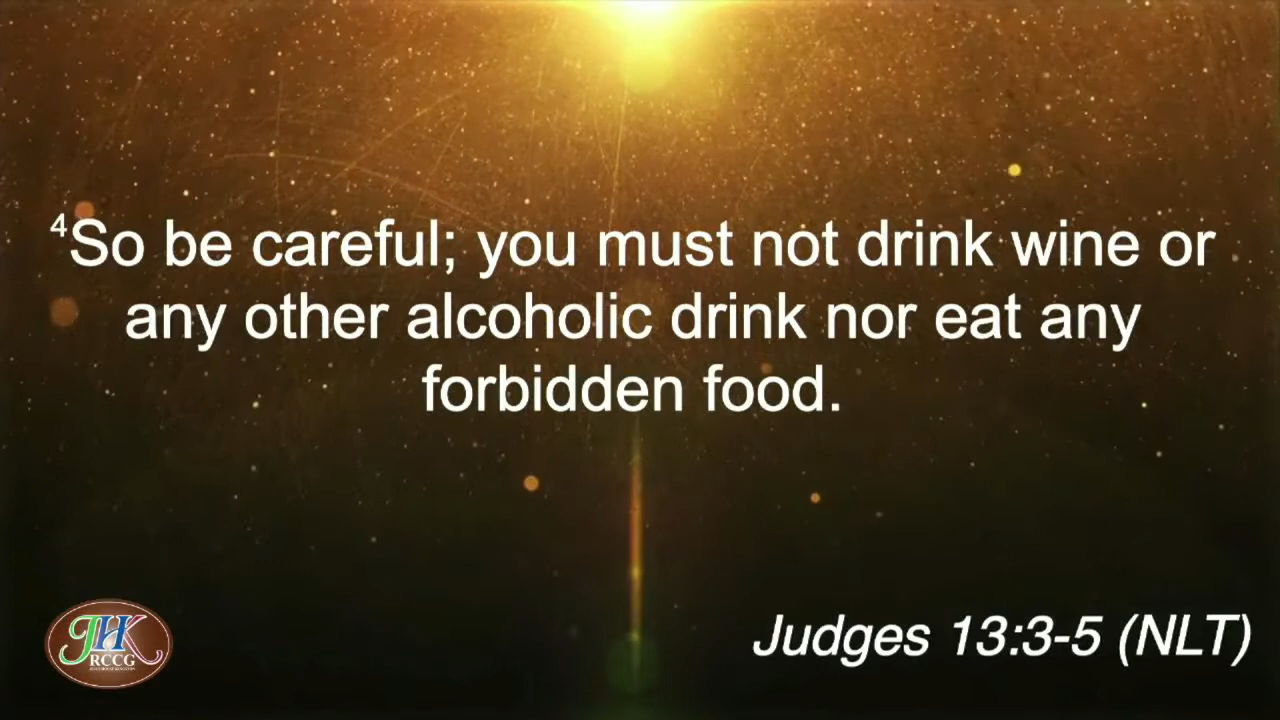 ⁴So be careful; you must not drink wine or
any other alcoholic drink nor eat any
forbidden food.
Judges 13:3-5 (NLT)
JHK
RCCG